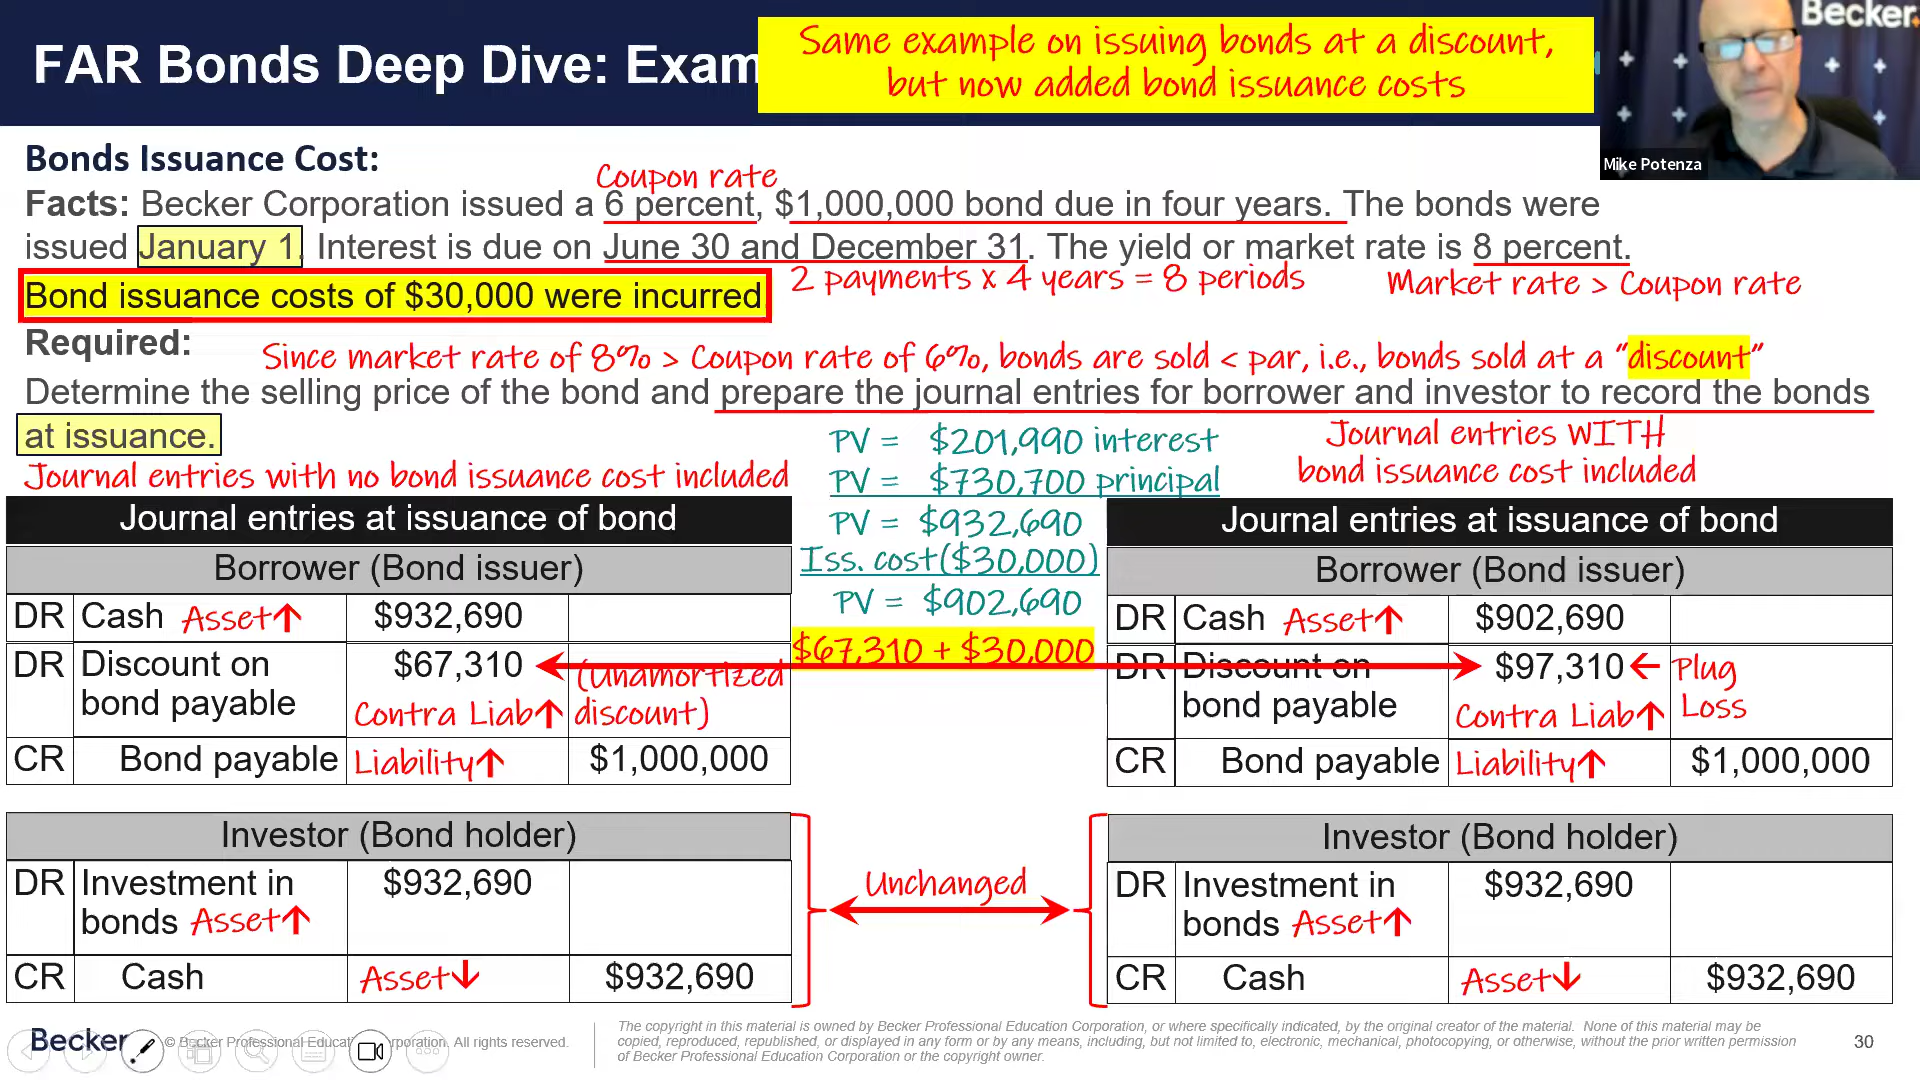 FAR Bonds Deep Dive: Exam
Same example on issuing bonds at a discount,
but now added bond issuance costs
Becker.
Mike Potenza
Bonds Issuance Cost:
Coupon rate
Facts: Becker Corporation issued a 6 percent, $1,000,000 bond due in four years. The bonds were
issued January 1. Interest is due on June 30 and December 31. The yield or market rate is 8 percent.
Bond issuance costs of $30,000 were incurred
2 payments x 4 years = 8 periods
Market rate > Coupon rate
Required:
Since market rate of 8% > Coupon rate of 6%, bonds are sold < par, i.e., bonds sold at a "discount"
Determine the selling price of the bond and prepare the journal entries for borrower and investor to record the bonds
at issuance.
Journal entries with no bond issuance cost included
Journal entries at issuance of bond
Borrower (Bond issuer)
DR Cash Asset↑ $932,690
DR Discount on $67,310 (Unamortized
bond payable Contra Liab↑ discount)
CR Bond payable Liability↑ $1,000,000
Investor (Bond holder)
DR Investment in $932,690
bonds Asset↑
CR Cash Asset↓ $932,690
PV = $201,990 interest
PV = $730,700 principal
PV = $932,690
Iss. cost($30,000)
PV = $902,690
$67,310 + $30,000
Unchanged
Journal entries WITH
bond issuance cost included
Journal entries at issuance of bond
Borrower (Bond issuer)
DR Cash Asset↑ $902,690
DR Discount on $97,310 ← Plug
bond payable Contra Liab↑ Loss
CR Bond payable Liability↑ $1,000,000
Investor (Bond holder)
DR Investment in $932,690
bonds Asset↑
CR Cash Asset↓ $932,690
Becker
© Becker Professional Education Corporation. All rights reserved.
The copyright in this material is owned by Becker Professional Education Corporation, or where specifically indicated, by the original creator of the material. None of this material may be
copied, reproduced, republished, or displayed in any form or by any means, including, but not limited to, electronic, mechanical, photocopying, or otherwise, without the prior written permission
of Becker Professional Education Corporation or the copyright owner.
30